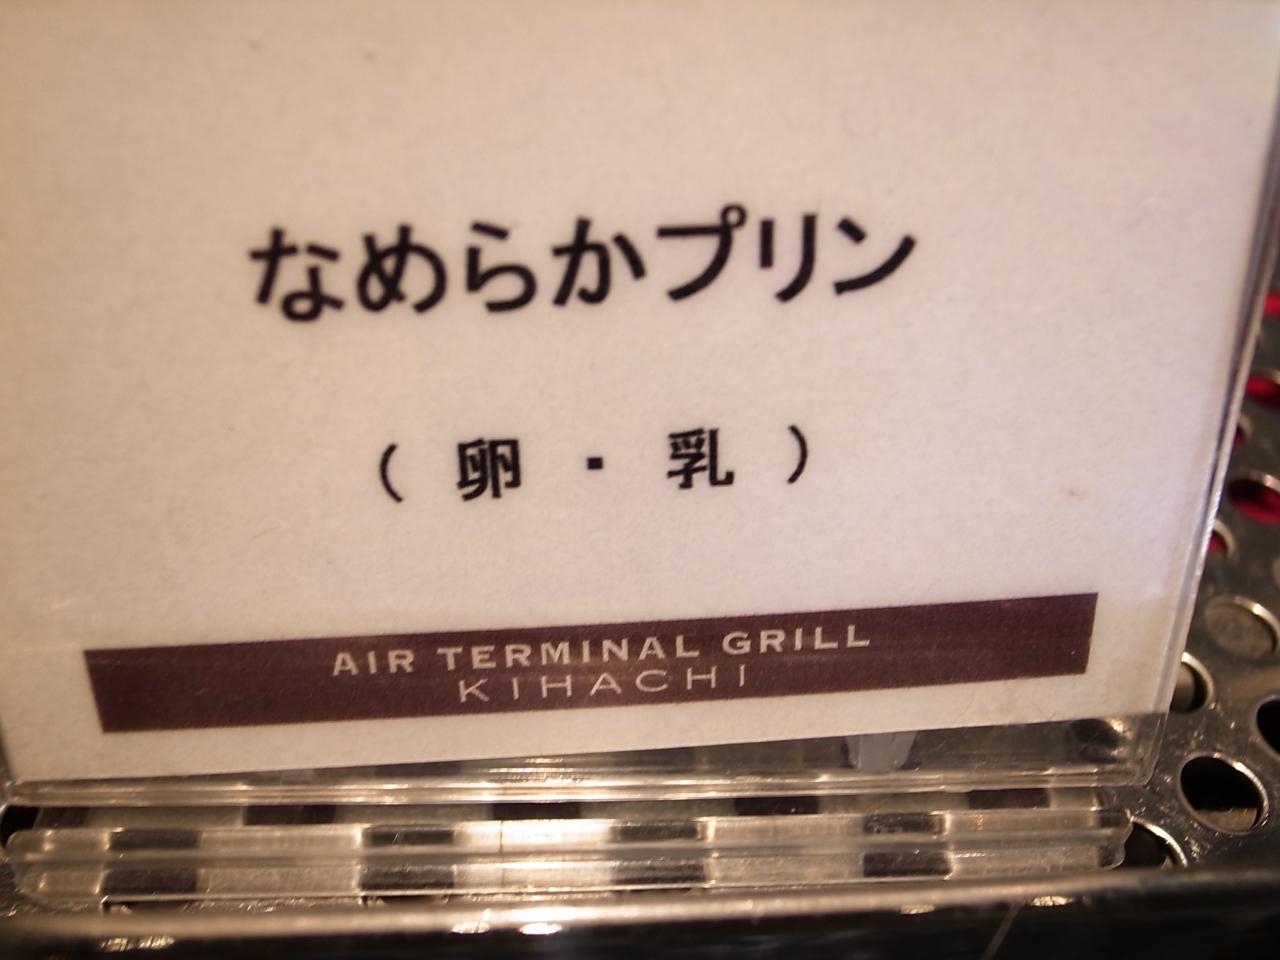 なめらかプリン
( 卵 ・ 乳 )
AIR TERMINAL GRILL
KIHACHI